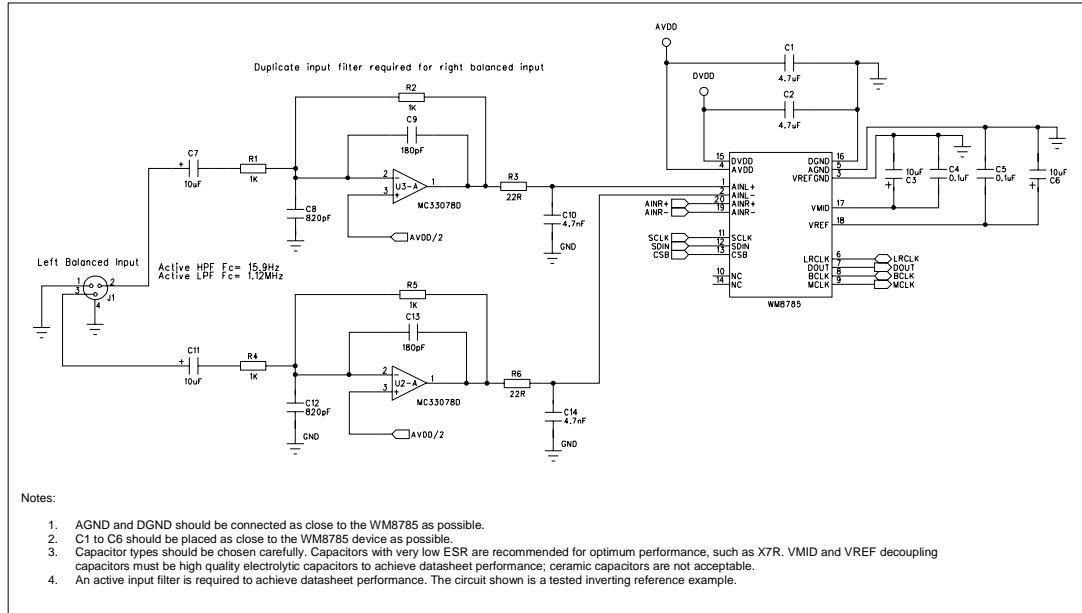 Duplicate input filter required for right balanced input
AVDD
C1
4.7uF
DVDD
C2
4.7uF
R2
1K
C9
180pF
C7
+
10uF
R1
1K
2
-
U3-A
1
3
+
MC33078D
R3
22R
C8
820pF
AVDD/2
C10
4.7nF
GND
AINR+
AINR-
SCLK
SDIN
CSB
15
4
1
2
20
19
11
12
13
10
14
DVDD
AVDD
AINL+
AINL-
AINR+
AINR-
SCLK
SDIN
CSB
NC
NC
DGND
AGND
VREFGND
VMID
VREF
LRCLK
DOUT
BCLK
MCLK
16
5
3
17
18
6
7
8
9
LRCLK
DOUT
BCLK
MCLK
WM8785
10uF
C3
+
C4
0.1uF
C5
0.1uF
10uF
C6
+
Left Balanced Input
1
2
3
J1
4
Active HPF Fc= 15.9Hz
Active LPF Fc= 1.12MHz
R5
1K
C13
180pF
C11
+
10uF
R4
1K
2
-
U2-A
1
3
+
MC33078D
R6
22R
C12
820pF
GND
AVDD/2
C14
4.7nF
GND
Notes:
1. AGND and DGND should be connected as close to the WM8785 as possible.
2. C1 to C6 should be placed as close to the WM8785 device as possible.
3. Capacitor types should be chosen carefully. Capacitors with very low ESR are recommended for optimum performance, such as X7R. VMID and VREF decoupling
capacitors must be high quality electrolytic capacitors to achieve datasheet performance; ceramic capacitors are not acceptable.
4. An active input filter is required to achieve datasheet performance. The circuit shown is a tested inverting reference example.